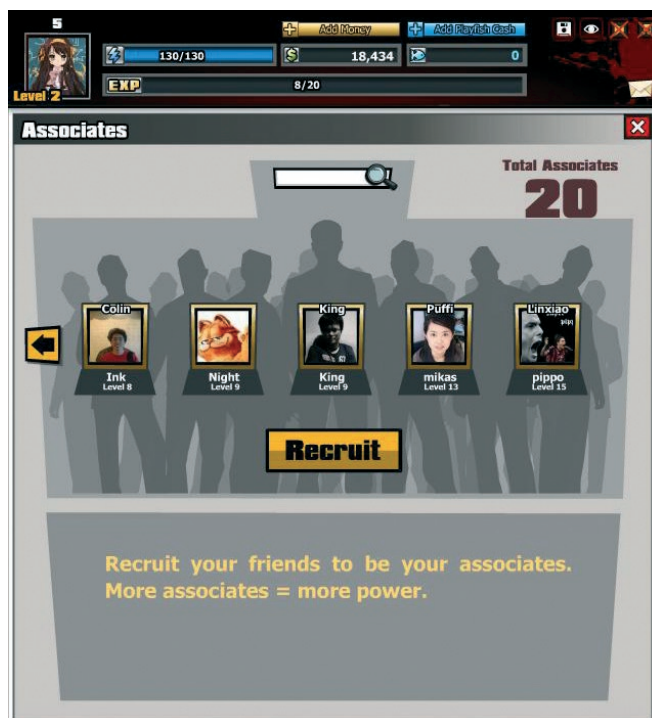 5
Add Money
Add Playfish Cash
130/130
18,434
0
Level 2
EXP
8/20
Associates
Total Associates
20
Colin
King
Puffi
Linxiao
Ink
Night
King
mikas
pippo
Level 8
Level 9
Level 9
Level 13
Level 15
Recruit
Recruit your friends to be your associates.
More associates = more power.